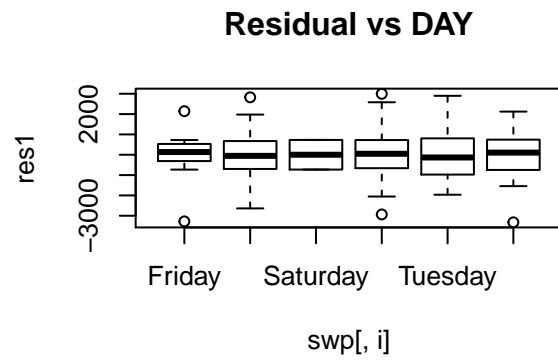 Residual vs DAY
res1
2000
−3000
Friday Saturday Tuesday
swp[, i]